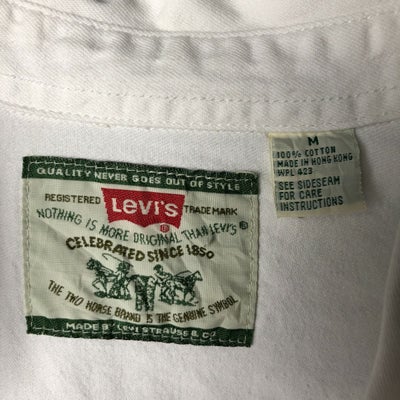 QUALITY NEVER GOES OUT OF STYLE
REGISTERED Levi's ® TRADEMARK
NOTHING IS MORE ORIGINAL THAN LEVI'S®
CELEBRATED SINCE 1850
THE TWO HORSE BRAND IS THE GENUINE SYMBOL
MADE BY LEVI STRAUSS & CO
M
100% COTTON
MADE IN HONG KONG
WPL 423
SEE SIDESEAM
FOR CARE
INSTRUCTIONS